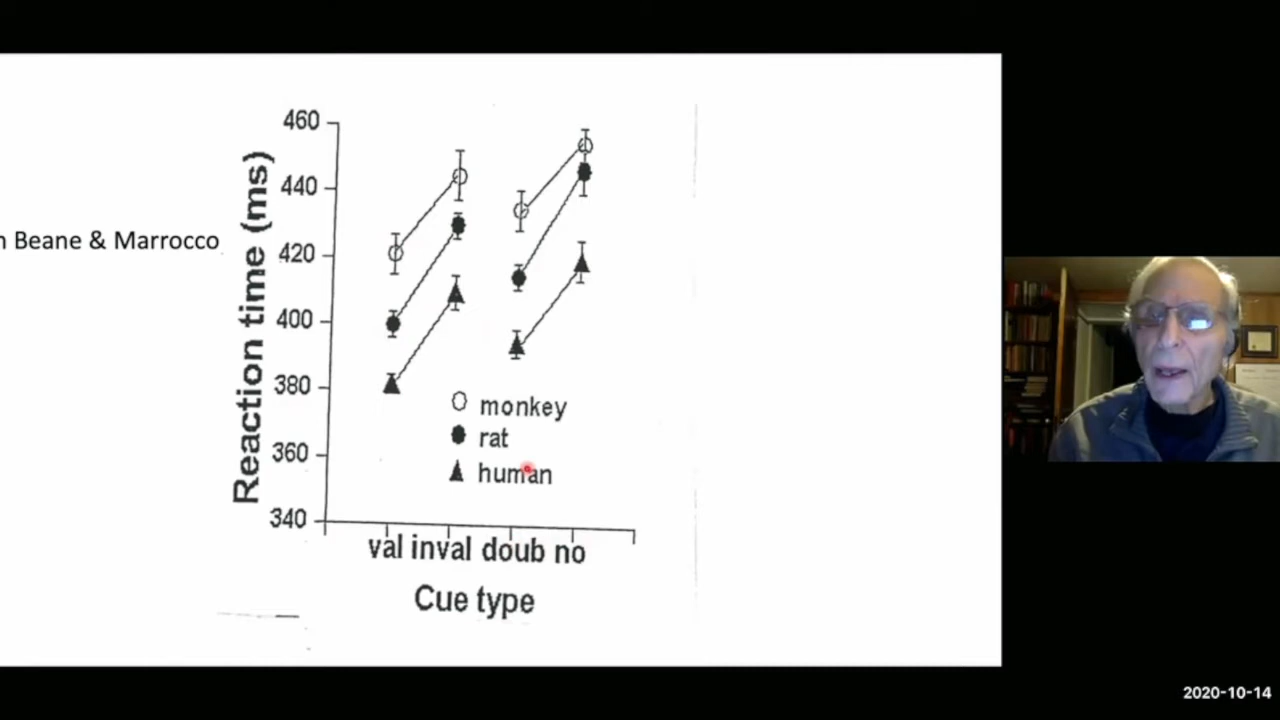 460
440
420
400
380
360
340
Reaction time (ms)
n Beane & Marrocco
monkey
rat
human
val inval doub no
Cue type
2020-10-14